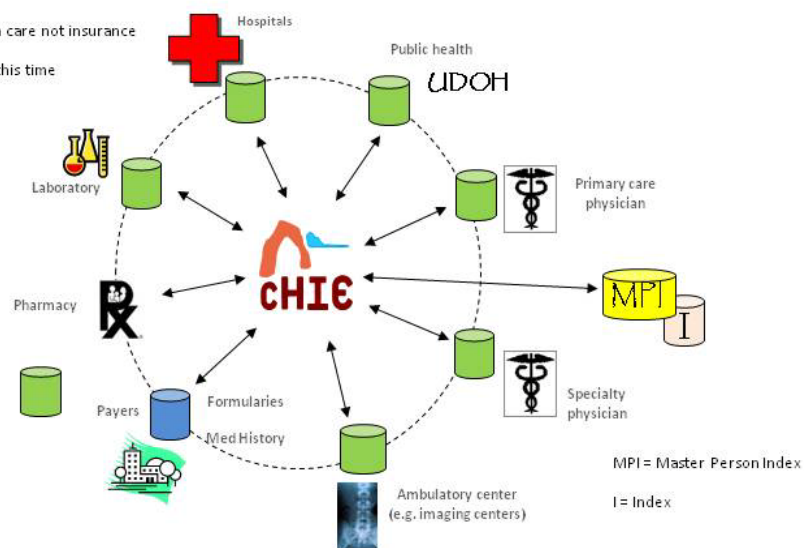 Hospitals
care not insurance
this time
Public health
UDOH
Laboratory
Primary care
physician
CHIE
Pharmacy
Rx
MPI
I
Payers
Formularies
Med History
Specialty
physician
Ambulatory center
(e.g. imaging centers)
MPI = Master Person Index
I = Index